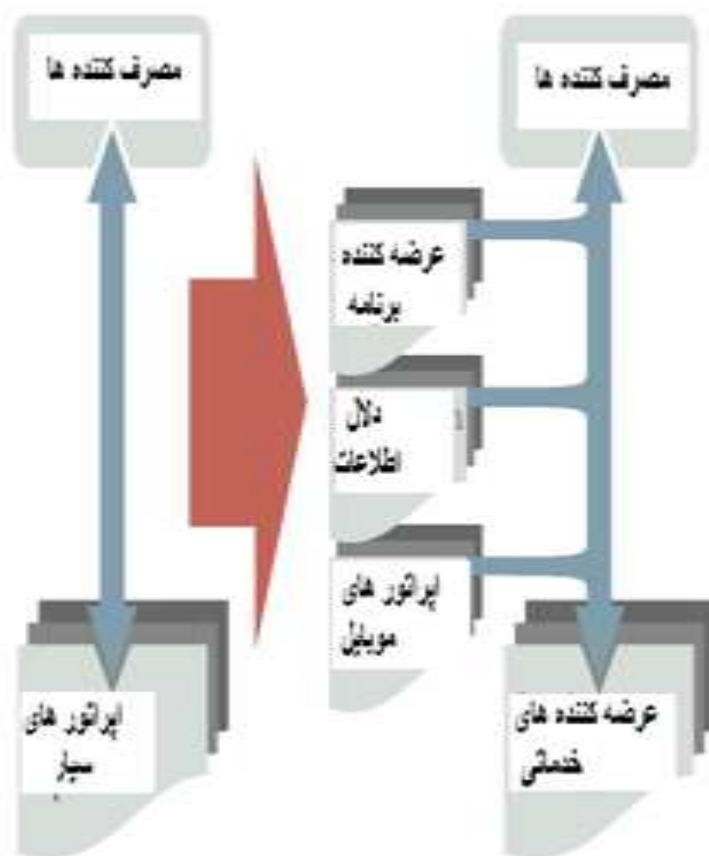 مصرف کننده ها
مصرف کننده ها
عرضه کننده
برنامه
دلال
اطلاعات
اپراتور های
موبایل
اپراتور های
سیار
عرضه کننده های
خدماتی